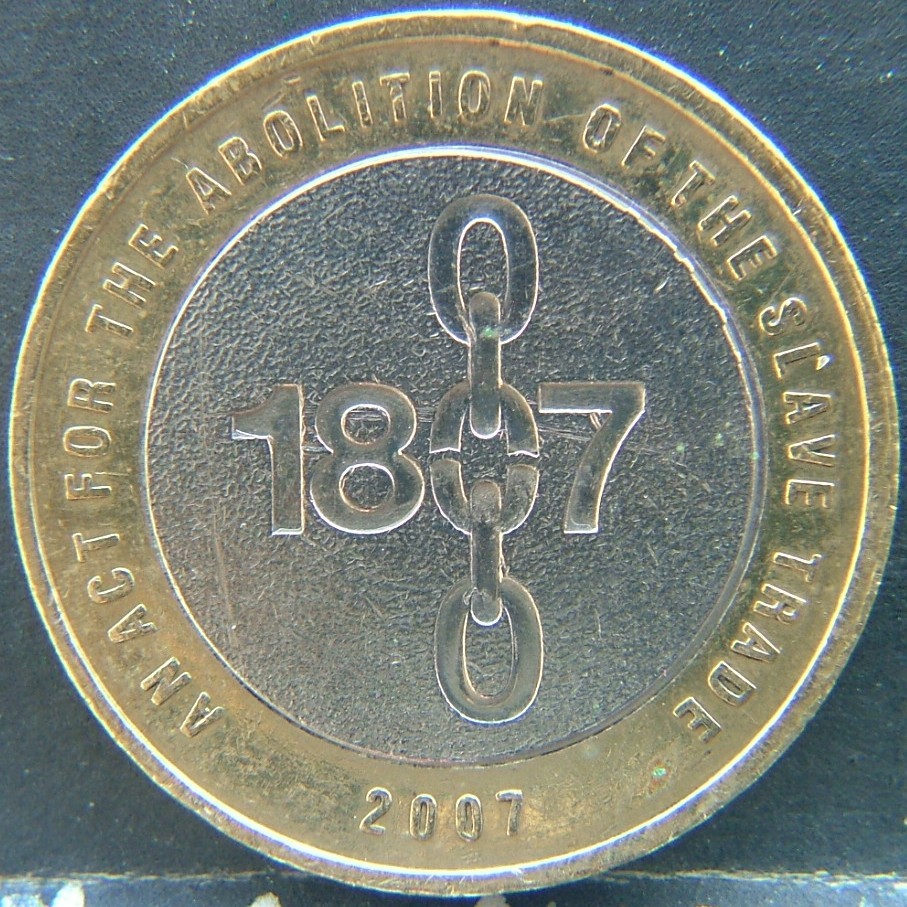 AN ACT FOR THE ABOLITION OF THE SLAVE TRADE
1807
2007